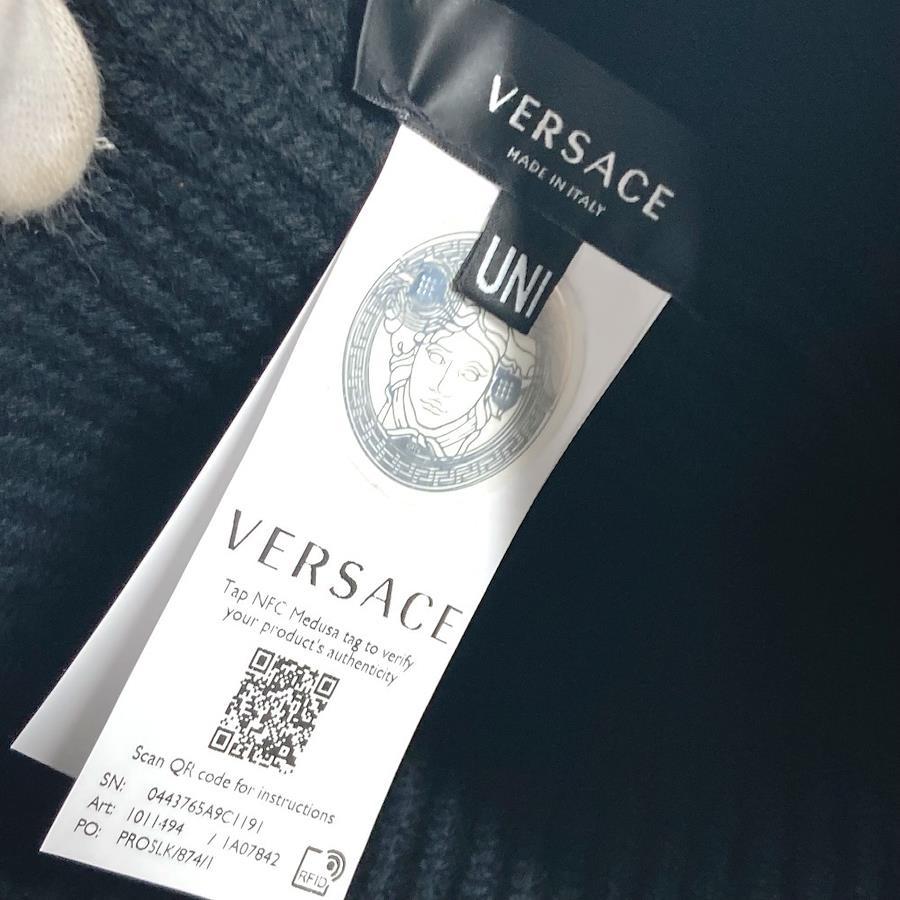 VERSACE
MADE IN ITALY
UNI
VERSACE
Tap NFC Medusa tag to verify
your product's authenticity
Scan QR code for instructions
SN: 0443765A9C1191
Art: 1011494 / 1A07842
PO: PROSLK/874/1
RFID